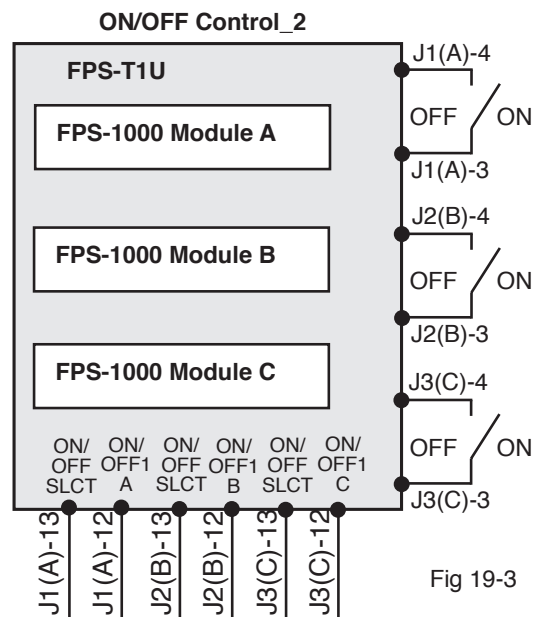 ON/OFF Control_2
FPS-T1U
FPS-1000 Module A
FPS-1000 Module B
FPS-1000 Module C
J1(A)-4
OFF ON
J1(A)-3
J2(B)-4
OFF ON
J2(B)-3
J3(C)-4
OFF ON
J3(C)-3
ON/
OFF
SLCT
ON/
OFF1
A
ON/
OFF
SLCT
ON/
OFF1
B
ON/
OFF
SLCT
ON/
OFF1
C
J1(A)-13
J1(A)-12
J2(B)-13
J2(B)-12
J3(C)-13
J3(C)-12
Fig 19-3